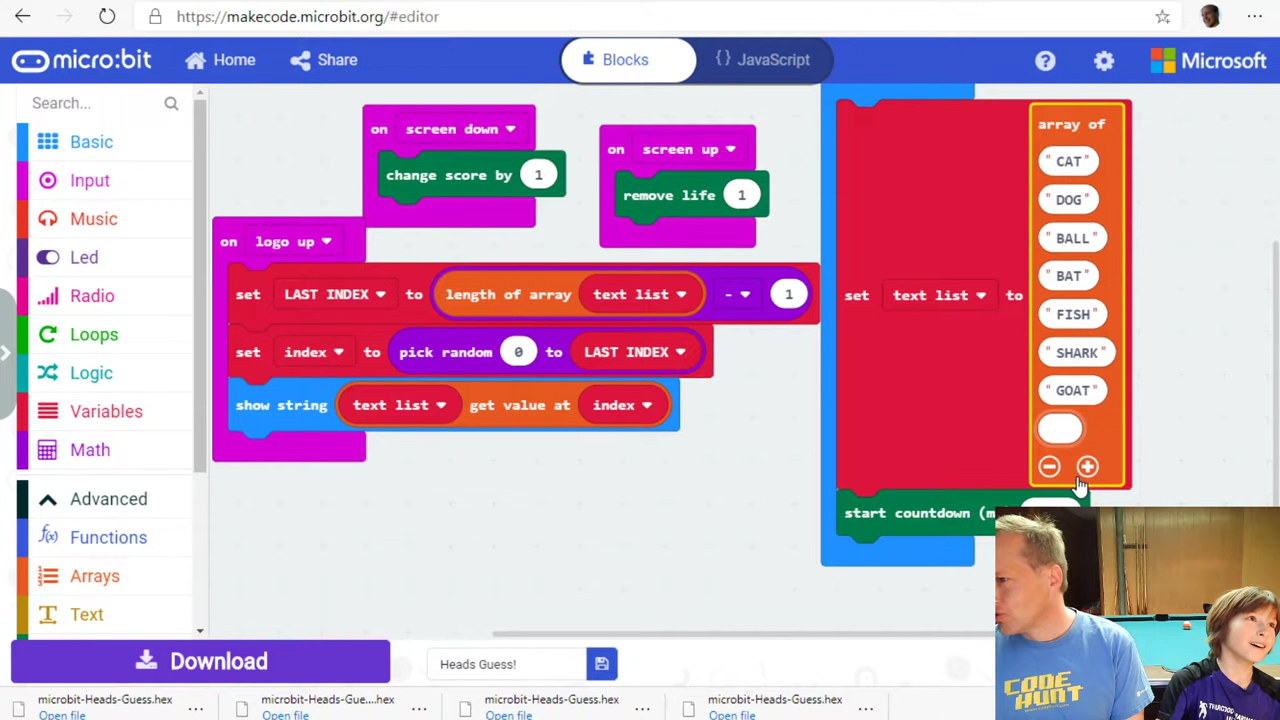 https://makecode.microbit.org/#editor
micro:bit
Home
Share
Blocks
{ } JavaScript
?
Microsoft
Search...
Basic
Input
Music
Led
Radio
Loops
Logic
Variables
Math
Advanced
f(x) Functions
Arrays
T Text
on screen down
change score by 1
on screen up
remove life 1
on logo up
set LAST INDEX to length of array text list - 1
set index to pick random 0 to LAST INDEX
show string text list get value at index
set text list to
array of
" CAT "
" DOG "
" BALL "
" BAT "
" FISH "
" SHARK "
" GOAT "
start countdown (m
Download
Heads Guess!
microbit-Heads-Guess.hex
Open file
microbit-Heads-Gue....hex
Open file
microbit-Heads-Guess.hex
Open file
microbit-Heads-Guess.hex
Open file
CODE
HUNT